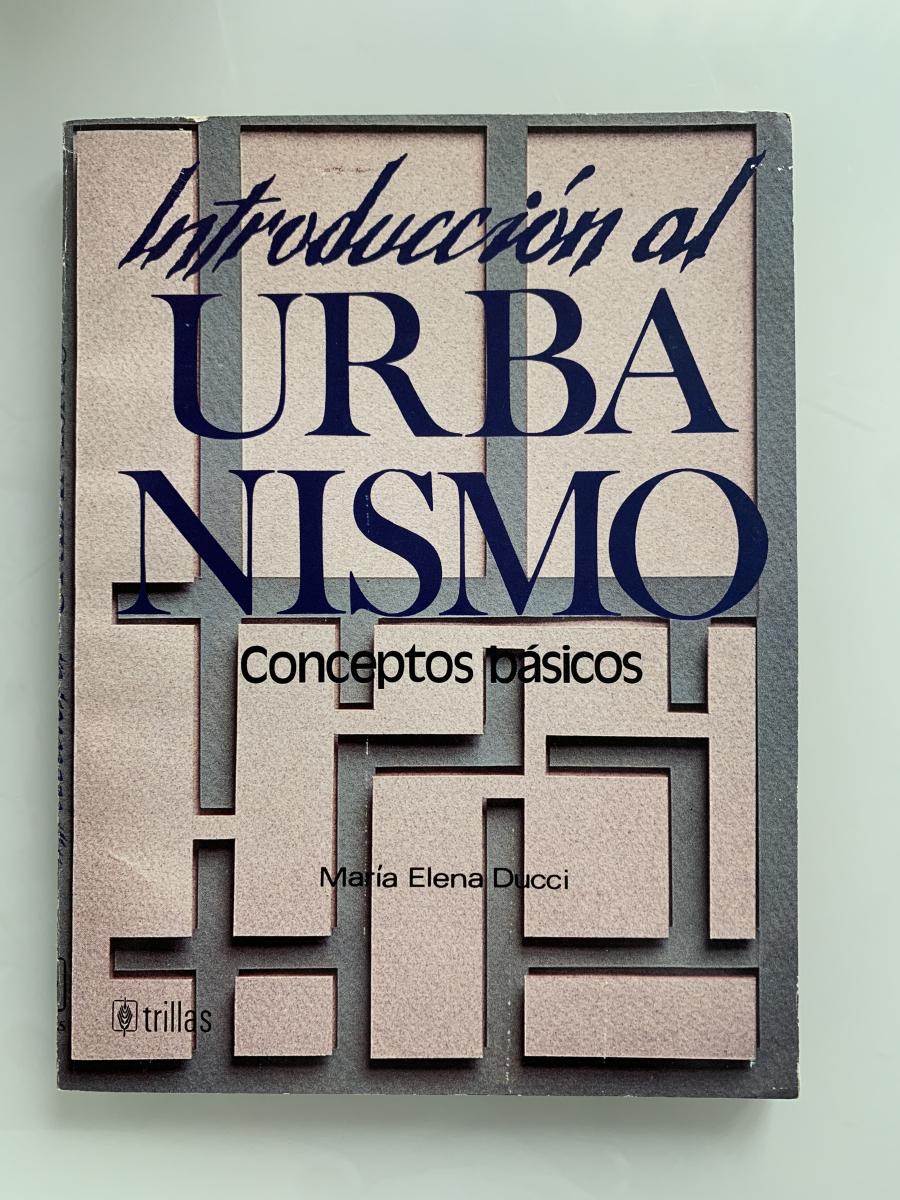 Introducción al
URBA
NISMO
Conceptos básicos
María Elena Ducci
trillas